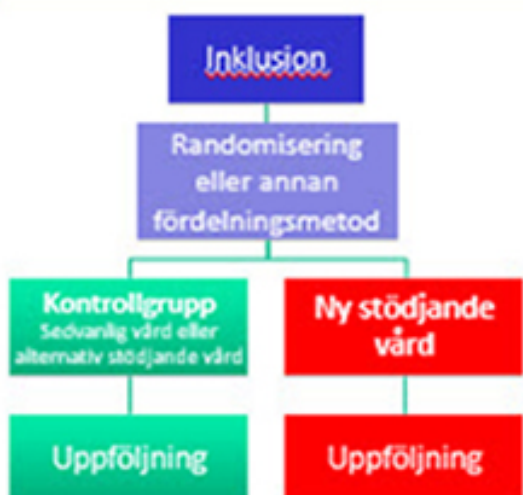 Inklusion
Randomisering
eller annan
fördelningsmetod
Kontrollgrupp
Sedvanlig vård eller
alternativ stödjande vård
Ny stödjande
vård
Uppföljning
Uppföljning